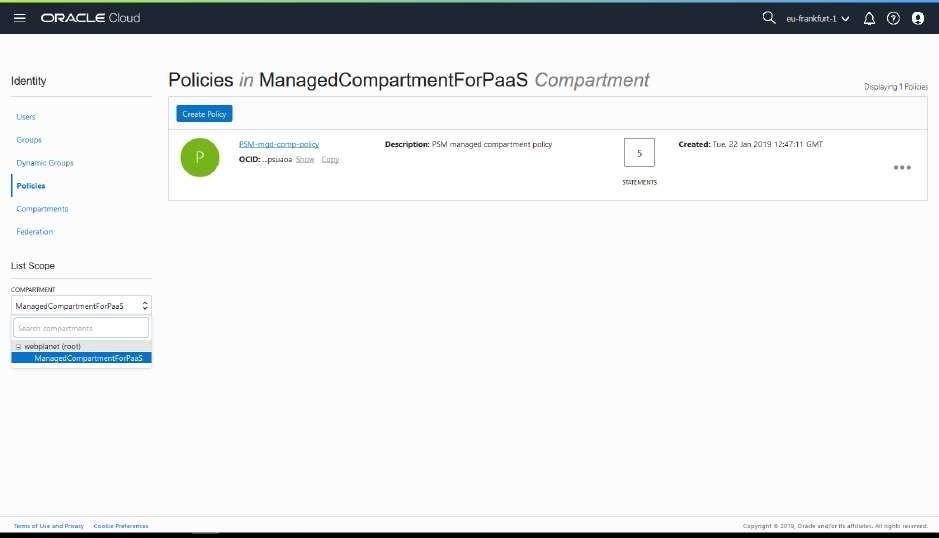 ORACLE Cloud
eu-frankfurt-1
Identity
Users
Groups
Dynamic Groups
Policies
Compartments
Federation
List Scope
COMPARTMENT
ManagedCompartmentForPaaS
Search compartments
webplanet (root)
ManagedCompartmentForPaaS
Policies in ManagedCompartmentForPaaS Compartment
Displaying 1 Policies
Create Policy
P
PSM-mgd-comp-policy
OCID: ...psuaoa Show Copy
Description: PSM managed compartment policy
5
STATEMENTS
Created: Tue, 22 Jan 2019 12:47:11 GMT
Terms of Use and Privacy Cookie Preferences
Copyright © 2019, Oracle and/or its affiliates. All rights reserved.